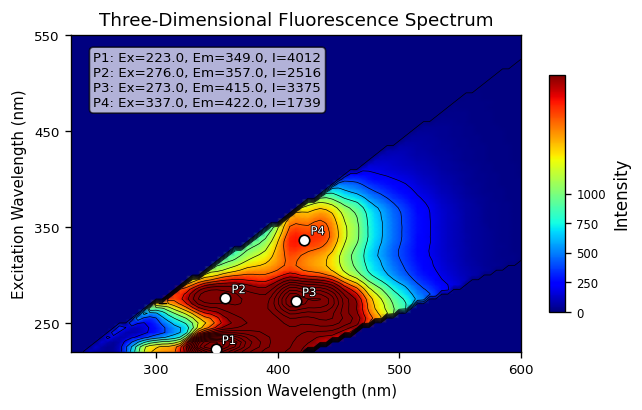 Three-Dimensional Fluorescence Spectrum
P1: Ex=223.0, Em=349.0, I=4012
P2: Ex=276.0, Em=357.0, I=2516
P3: Ex=273.0, Em=415.0, I=3375
P4: Ex=337.0, Em=422.0, I=1739
550
450
350
250
Excitation Wavelength (nm)
P4
P2
P3
P1
300
400
500
600
Emission Wavelength (nm)
1000
750
500
250
0
Intensity